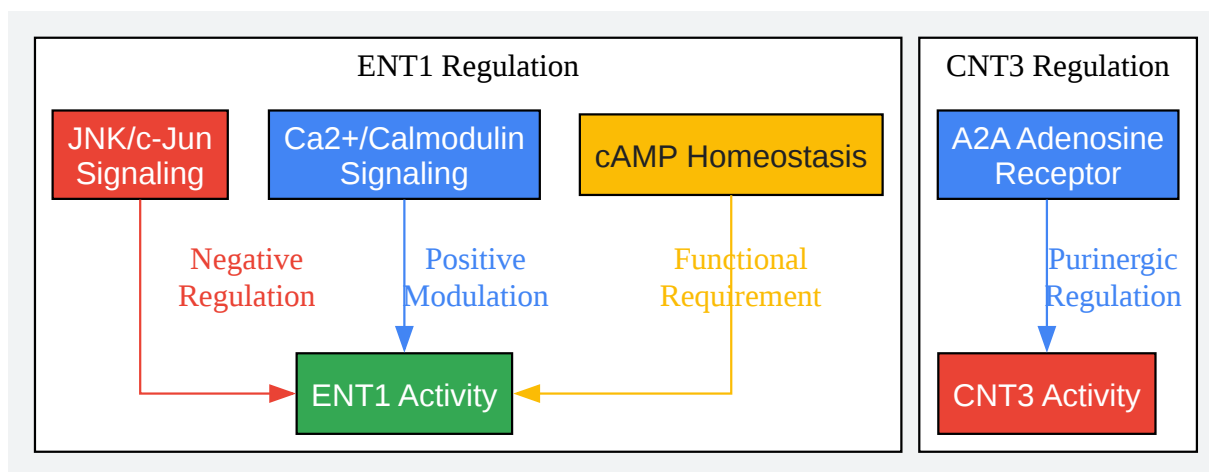 ENT1 Regulation
JNK/c-Jun
Signaling
Ca2+/Calmodulin
Signaling
cAMP Homeostasis
Negative
Regulation
Positive
Modulation
Functional
Requirement
ENT1 Activity
CNT3 Regulation
A2A Adenosine
Receptor
Purinergic
Regulation
CNT3 Activity